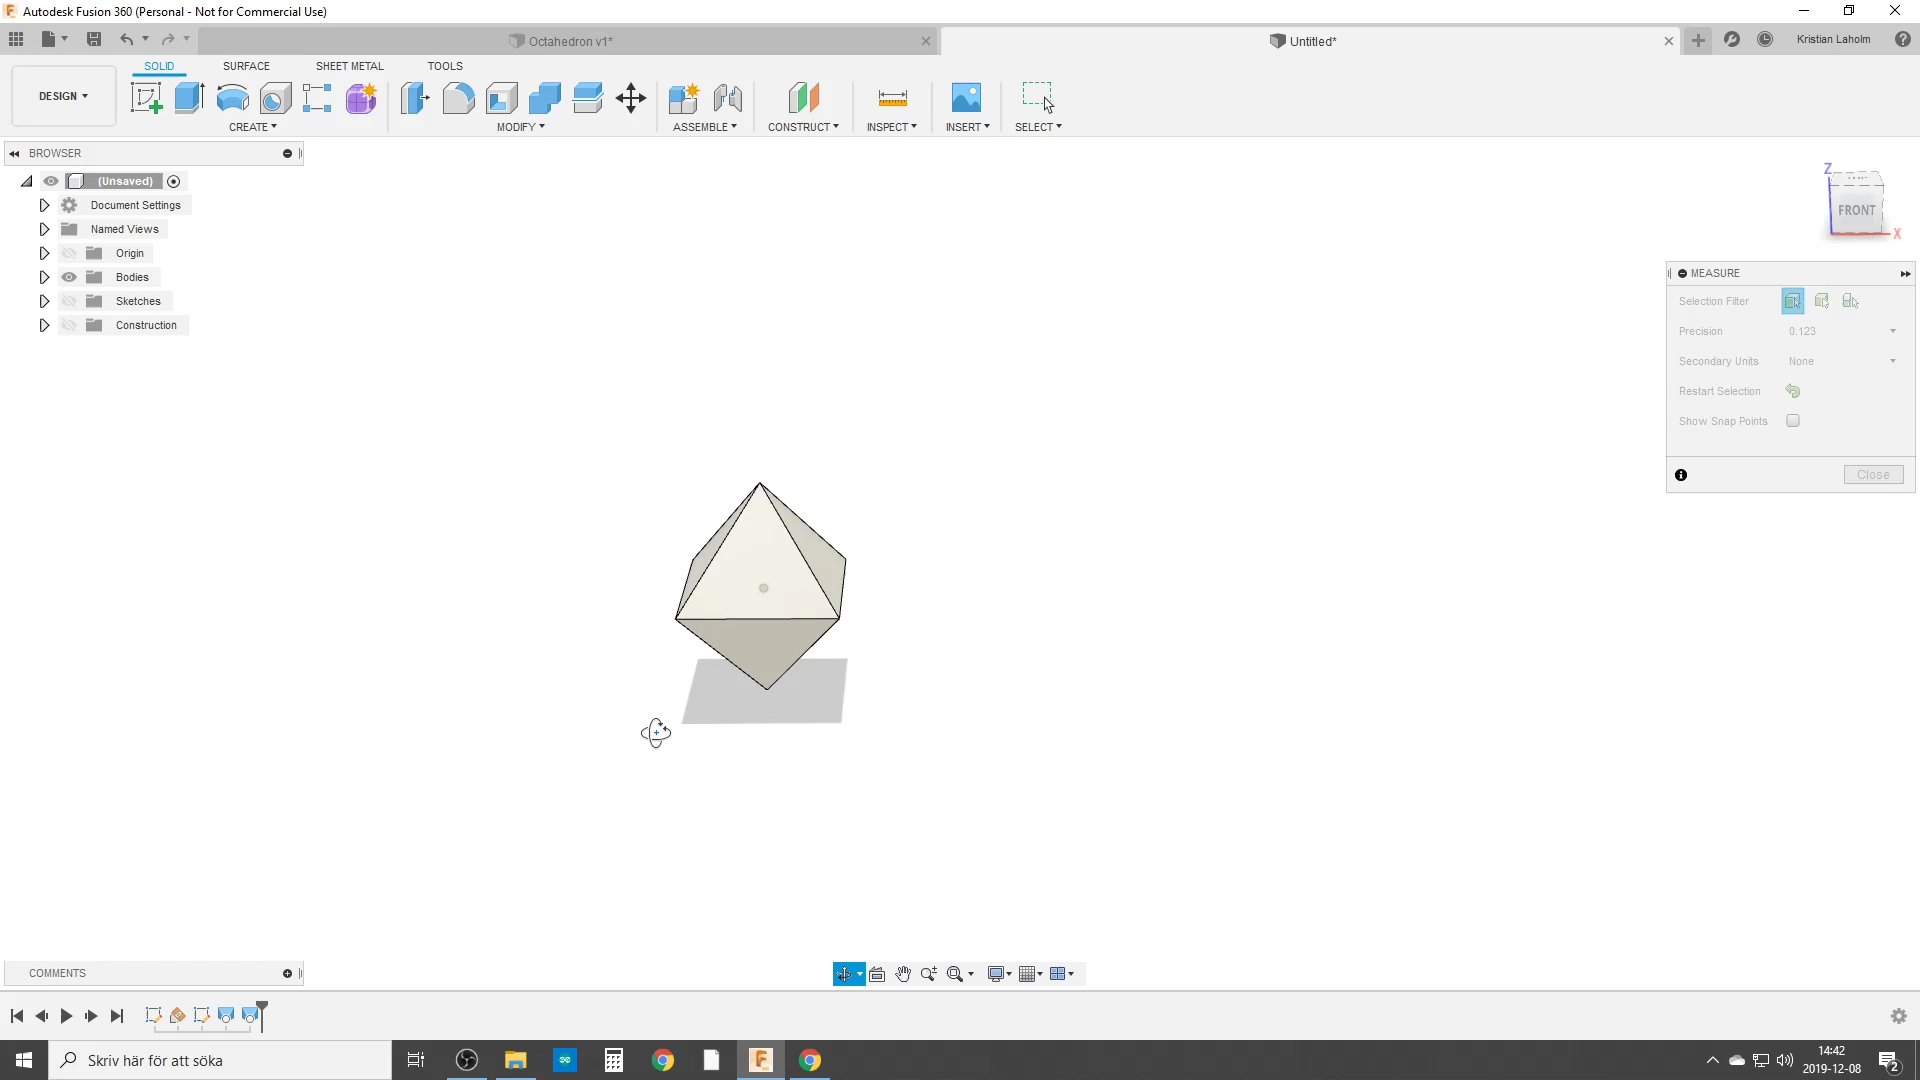 Autodesk Fusion 360 (Personal - Not for Commercial Use)
Octahedron v1*
Untitled*
Kristian Laholm
DESIGN
SOLID
SURFACE
SHEET METAL
TOOLS
CREATE
MODIFY
ASSEMBLE
CONSTRUCT
INSPECT
INSERT
SELECT
BROWSER
(Unsaved)
Document Settings
Named Views
Origin
Bodies
Sketches
Construction
Z
FRONT
X
MEASURE
Selection Filter
Precision 0.123
Secondary Units None
Restart Selection
Show Snap Points
Close
COMMENTS
Skriv här för att söka
14:42
2019-12-08
2